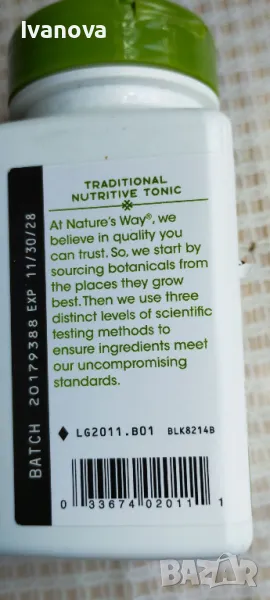 Ivanova
TRADITIONAL
NUTRITIVE TONIC
At Nature's Way®, we
believe in quality you
can trust. So, we start by
sourcing botanicals from
the places they grow
best. Then we use three
distinct levels of scientific
testing methods to
ensure ingredients meet
our uncompromising
standards.
BATCH 20179388 EXP 11/30/28
LG2011.B01 BLK8214B
0 33674 02011 1
BAZAR